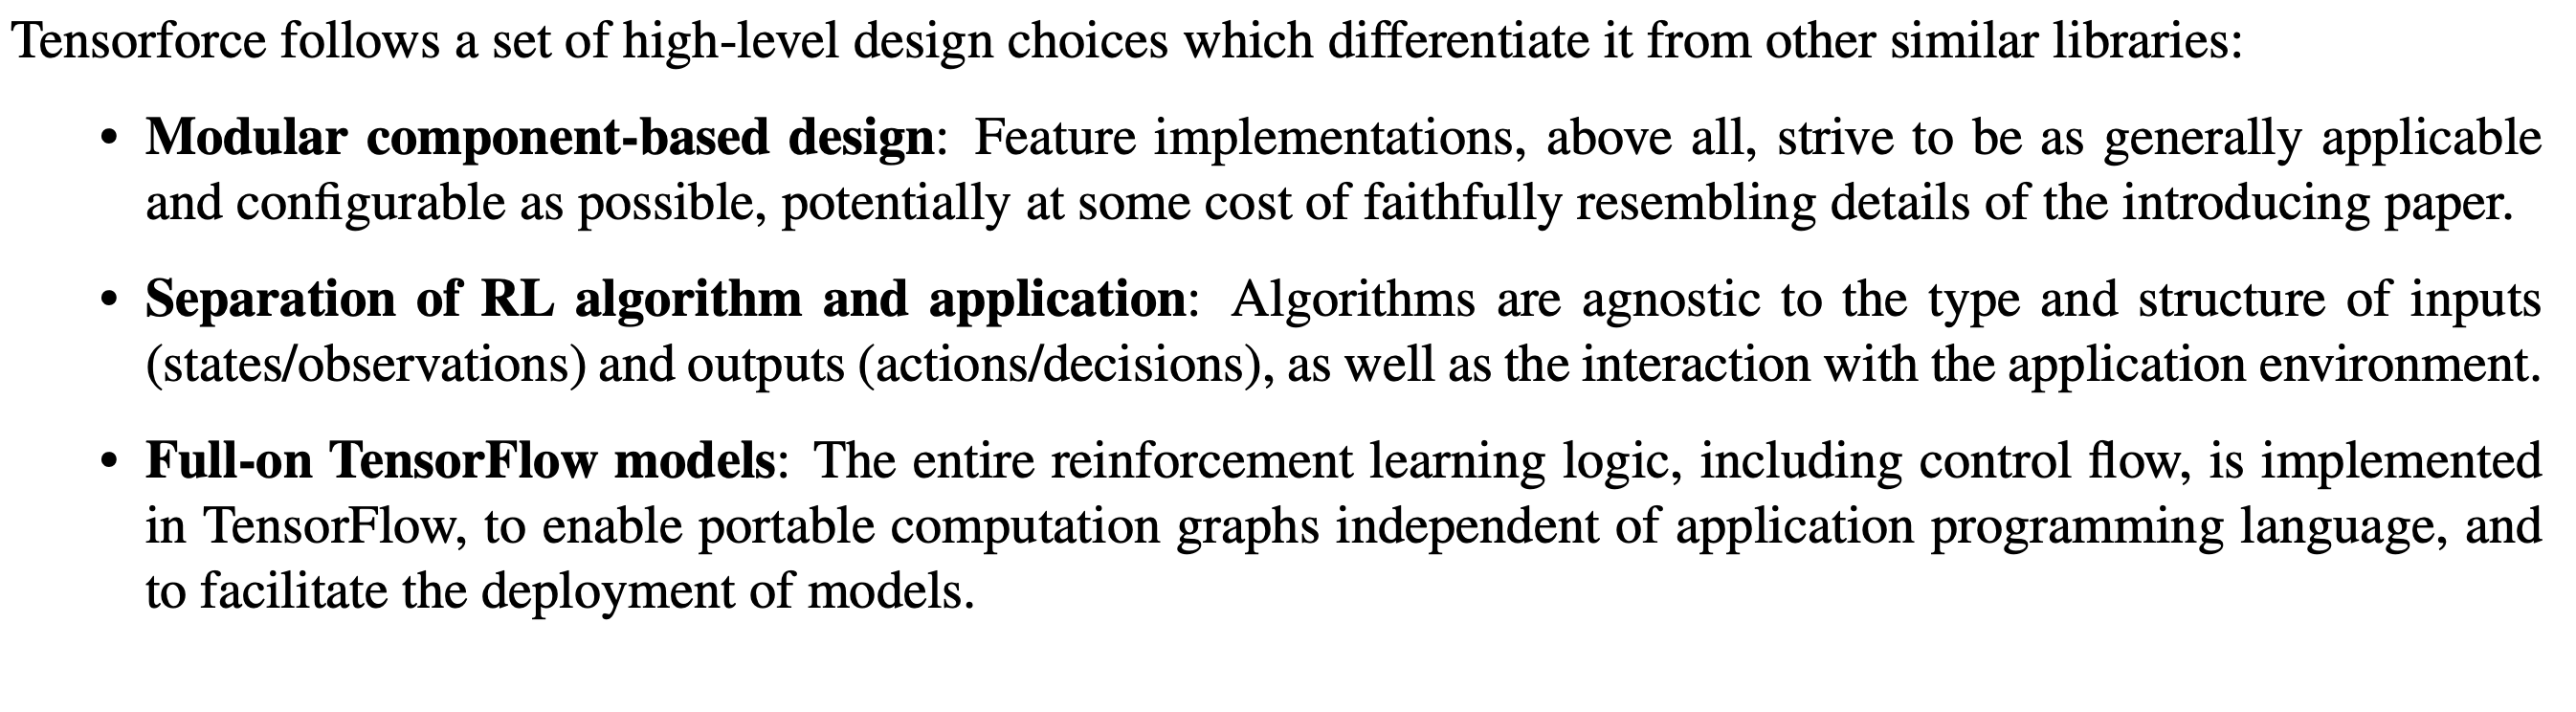 Tensorforce follows a set of high-level design choices which differentiate it from other similar libraries:
• Modular component-based design: Feature implementations, above all, strive to be as generally applicable
and configurable as possible, potentially at some cost of faithfully resembling details of the introducing paper.
• Separation of RL algorithm and application: Algorithms are agnostic to the type and structure of inputs
(states/observations) and outputs (actions/decisions), as well as the interaction with the application environment.
• Full-on TensorFlow models: The entire reinforcement learning logic, including control flow, is implemented
in TensorFlow, to enable portable computation graphs independent of application programming language, and
to facilitate the deployment of models.